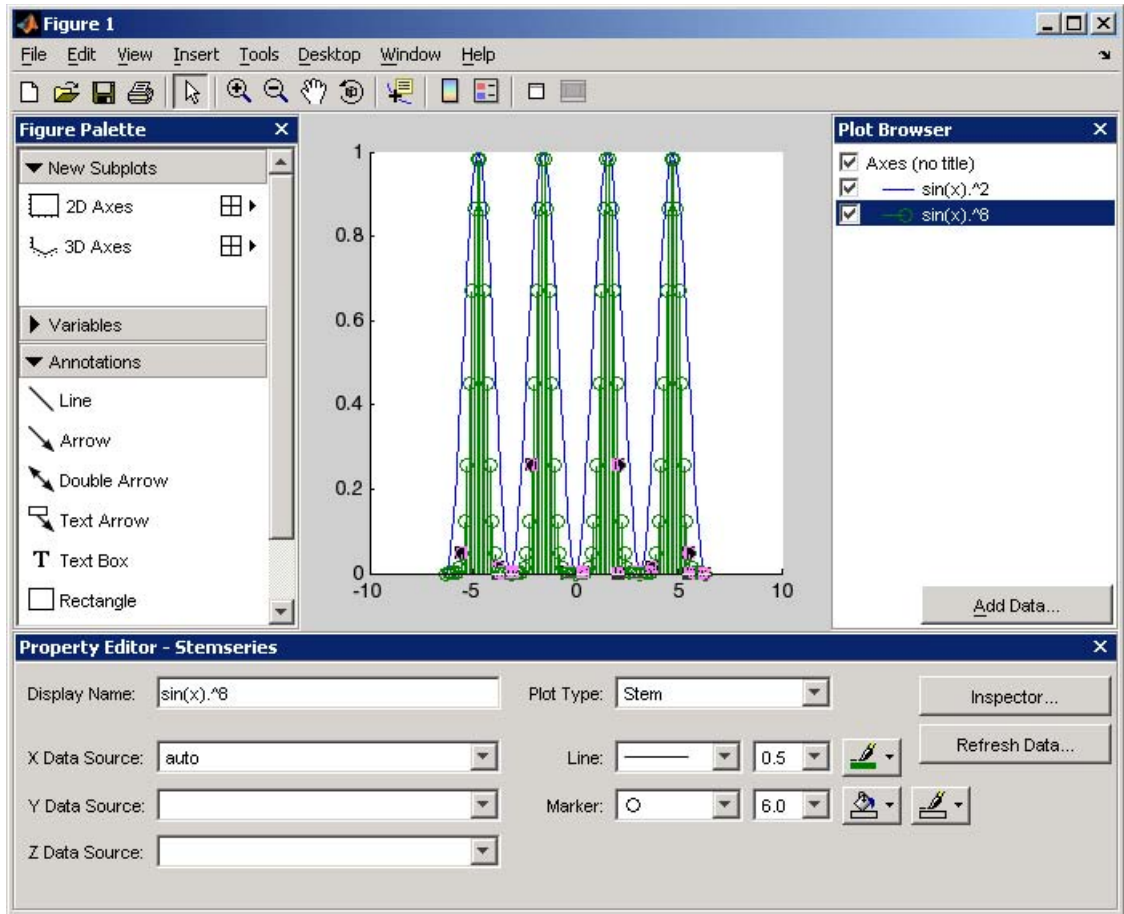 Figure 1
File Edit View Insert Tools Desktop Window Help
Figure Palette
New Subplots
2D Axes
3D Axes
Variables
Annotations
Line
Arrow
Double Arrow
Text Arrow
T Text Box
Rectangle
1
0.8
0.6
0.4
0.2
0
-10 -5 0 5 10
Plot Browser
Axes (no title)
sin(x).^2
sin(x).^8
Add Data...
Property Editor - Stemseries
Display Name: sin(x).^8
Plot Type: Stem
Inspector...
X Data Source: auto
Line: 0.5
Refresh Data...
Y Data Source:
Marker: 6.0
Z Data Source: